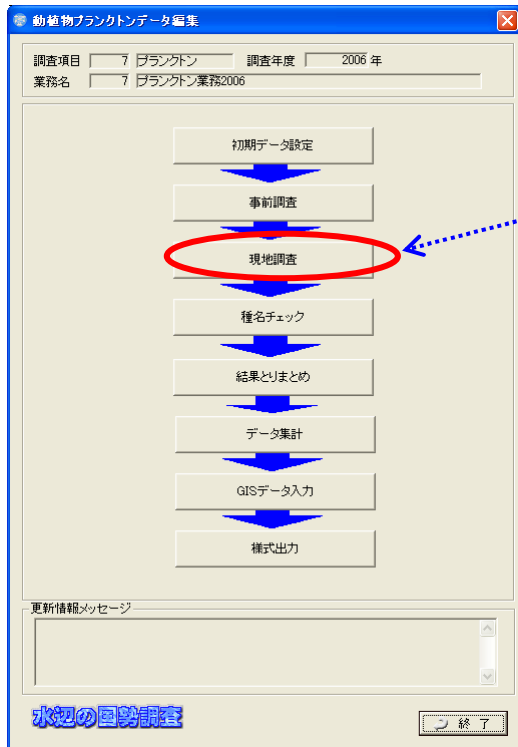 動植物プランクトンデータ編集
調査項目 7 プランクトン 調査年度 2006 年
業務名 7 プランクトン業務2006
初期データ設定
事前調査
現地調査
種名チェック
結果とりまとめ
データ集計
GISデータ入力
様式出力
更新情報メッセージ
水辺の国勢調査
終 了